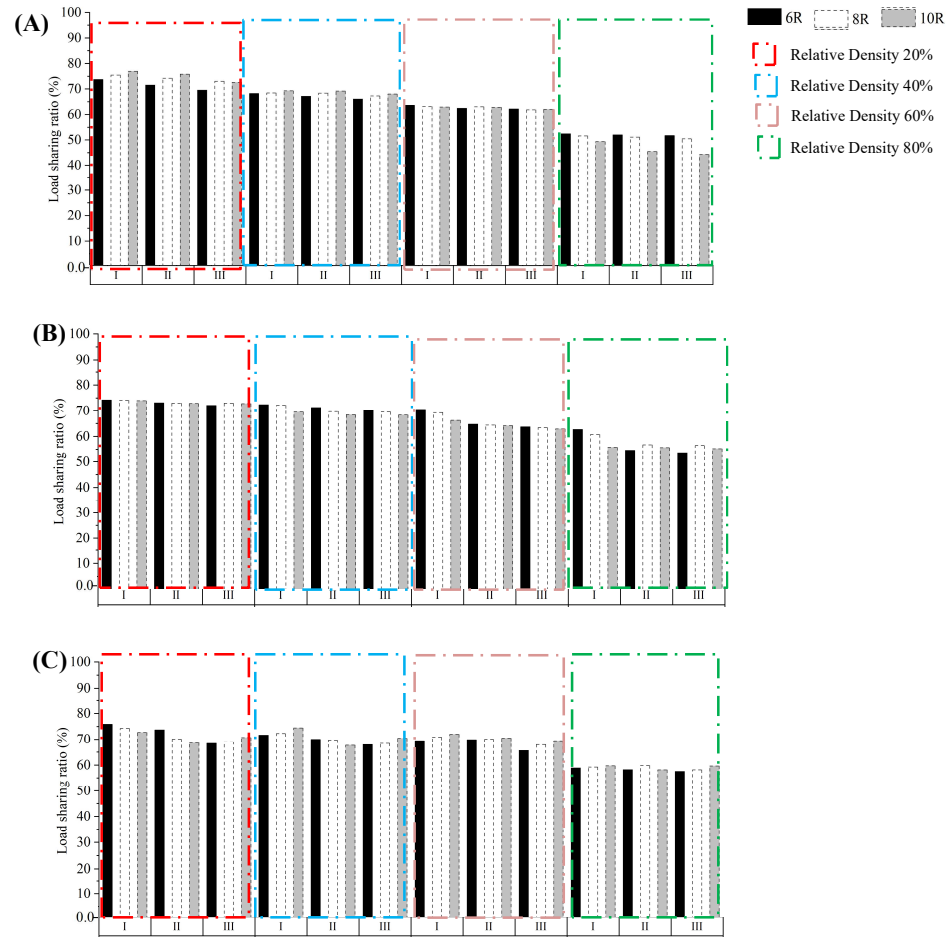 (A)
Load sharing ratio (%)
100
90
80
70
60
50
40
30
20
10
0.0
I II III I II III I II III I II III
6R 8R 10R
Relative Density 20%
Relative Density 40%
Relative Density 60%
Relative Density 80%
(B)
Load sharing ratio (%)
100
90
80
70
60
50
40
30
20
10
0.0
I II III I II III I II III I II III
(C)
Load sharing ratio (%)
100
90
80
70
60
50
40
30
20
10
0.0
I II III I II III I II III I II III